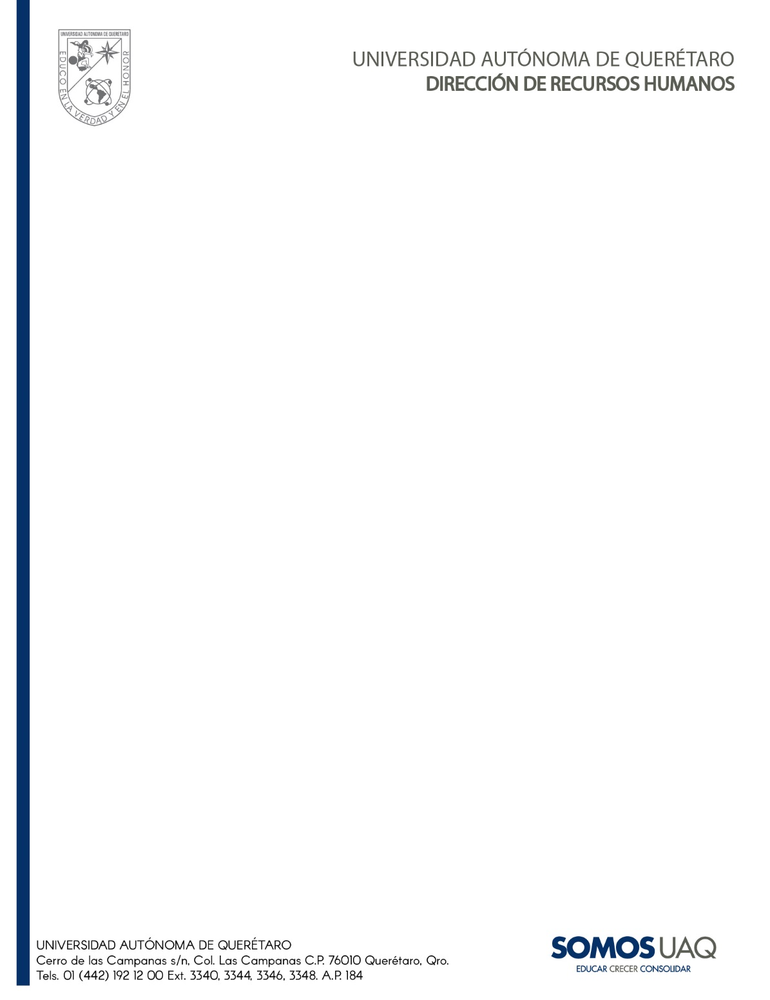 UNIVERSIDAD AUTONOMA DE QUERETARO
EDUCO EN LA VERDAD Y EN EL HONOR
UNIVERSIDAD AUTÓNOMA DE QUERÉTARO
DIRECCIÓN DE RECURSOS HUMANOS
UNIVERSIDAD AUTÓNOMA DE QUERÉTARO
Cerro de las Campanas s/n, Col. Las Campanas C.P. 76010 Querétaro, Qro.
Tels. 01 (442) 192 12 00 Ext. 3340, 3344, 3346, 3348. A.P. 184
SOMOS UAQ
EDUCAR CRECER CONSOLIDAR